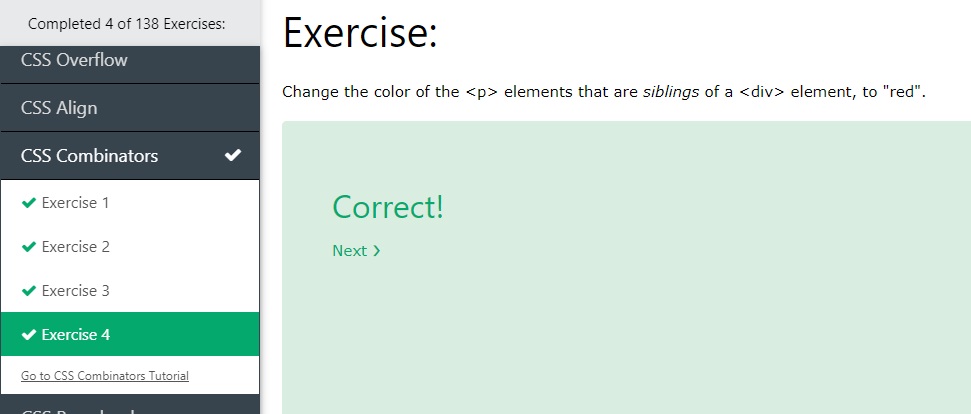 Completed 4 of 138 Exercises:
CSS Overflow
CSS Align
CSS Combinators
Exercise 1
Exercise 2
Exercise 3
Exercise 4
Go to CSS Combinators Tutorial
Exercise:
Change the color of the <p> elements that are siblings of a <div> element, to "red".
Correct!
Next ❯